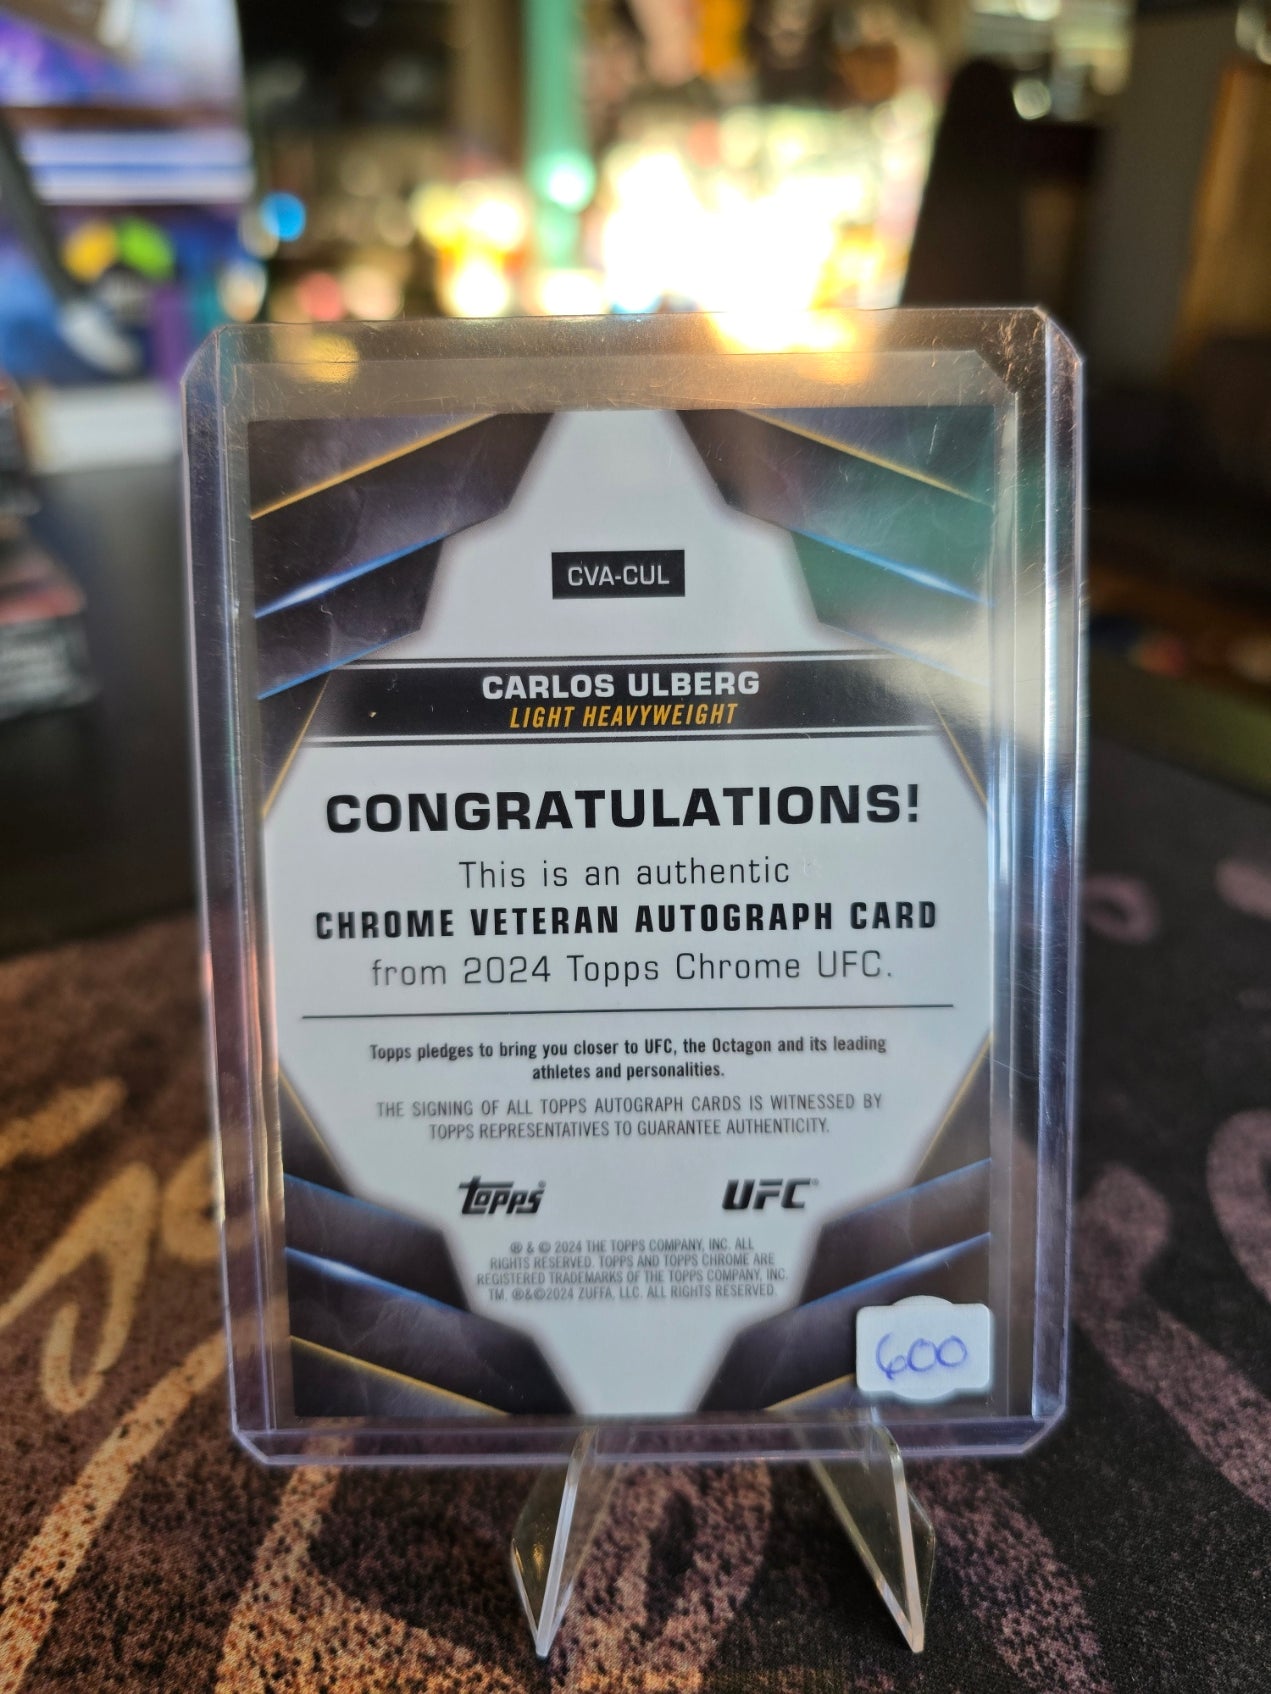 CVA-CUL
CARLOS ULBERG
LIGHT HEAVYWEIGHT
CONGRATULATIONS!
This is an authentic
CHROME VETERAN AUTOGRAPH CARD
from 2024 Topps Chrome UFC.
Topps pledges to bring you closer to UFC, the Octagon and its leading
athletes and personalities.
THE SIGNING OF ALL TOPPS AUTOGRAPH CARDS IS WITNESSED BY
TOPPS REPRESENTATIVES TO GUARANTEE AUTHENTICITY.
Topps® UFC®
® & © 2024 THE TOPPS COMPANY, INC. ALL
RIGHTS RESERVED. TOPPS AND TOPPS CHROME ARE
REGISTERED TRADEMARKS OF THE TOPPS COMPANY, INC.
TM, ®&©2024 ZUFFA, LLC. ALL RIGHTS RESERVED.
600